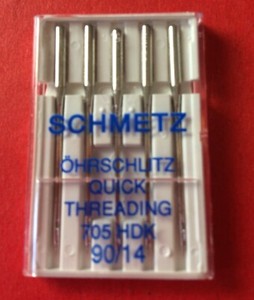 SCHMETZ
ÖHRSCHLITZ
QUICK
THREADING
705 HDK
90/14